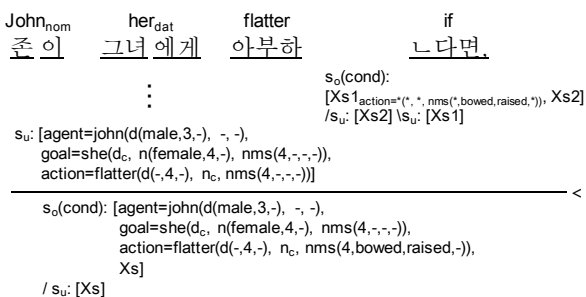 John_nom her_dat flatter if
존 이 그녀 에게 아부하 ㄴ다면.
⋮
s_o(cond):
[Xs1_action=*(*, *, nms(*,bowed,raised,*)), Xs2]
/s_u: [Xs2] \s_u: [Xs1]
s_u: [agent=john(d(male,3,-), -, -),
goal=she(d_c, n(female,4,-), nms(4,-,-,-)),
action=flatter(d(-,4,-), n_c, nms(4,-,-,-))]
<
s_o(cond): [agent=john(d(male,3,-), -, -),
goal=she(d_c, n(female,4,-), nms(4,-,-,-)),
action=flatter(d(-,4,-), n_c, nms(4,bowed,raised,-)),
Xs]
/ s_u: [Xs]